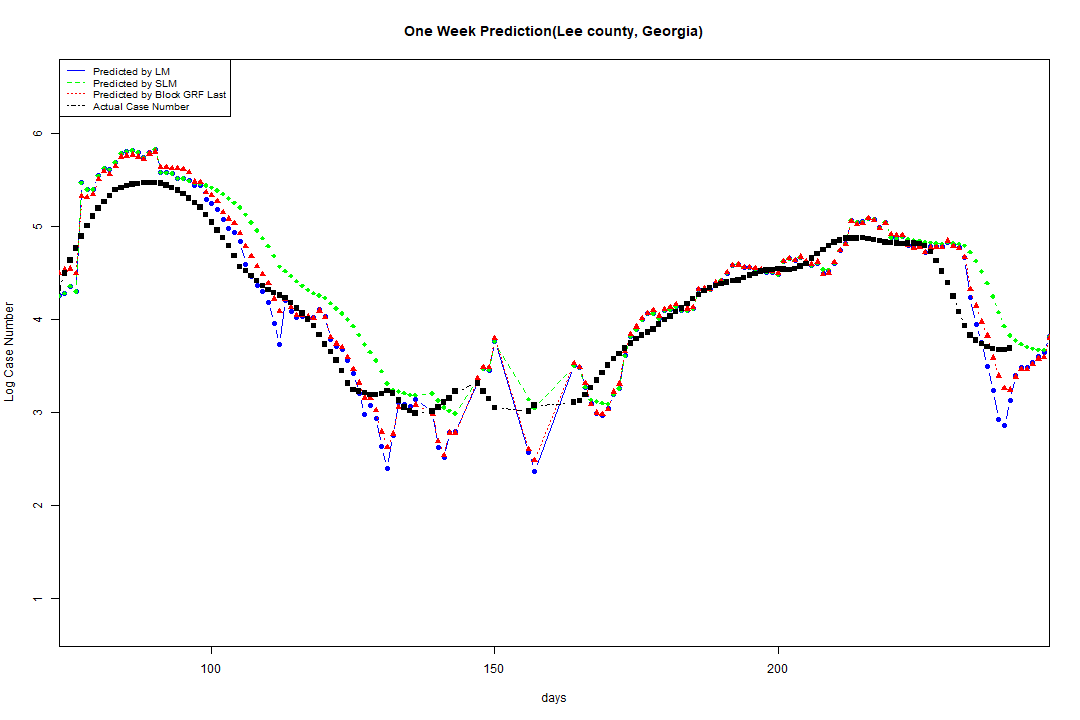 One Week Prediction(Lee county, Georgia)
Predicted by LM
Predicted by SLM
Predicted by Block GRF Last
Actual Case Number
6
5
4
3
2
1
Log Case Number
100 150 200
days